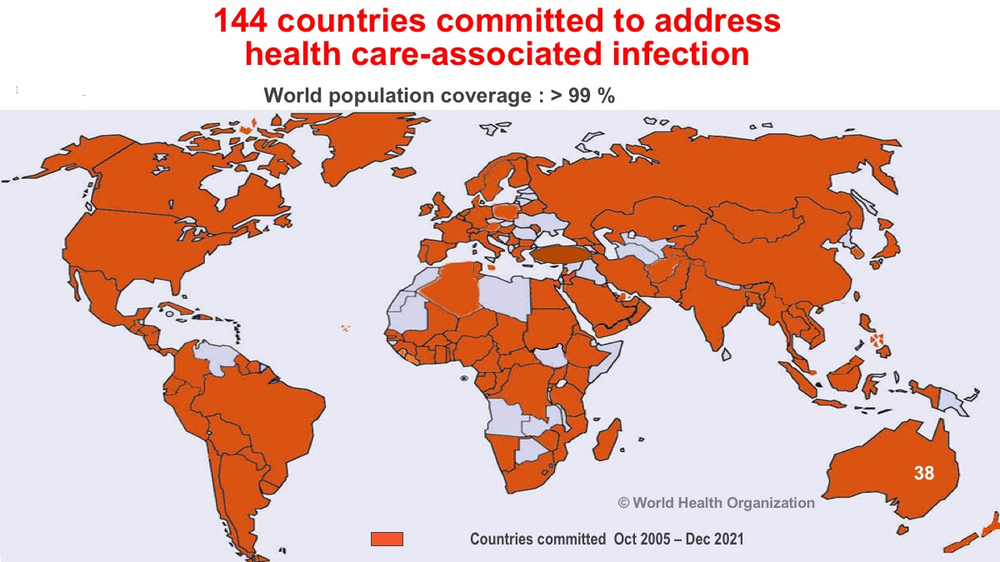 144 countries committed to address
health care-associated infection
World population coverage : > 99 %
38
© World Health Organization
Countries committed  Oct 2005 – Dec 2021